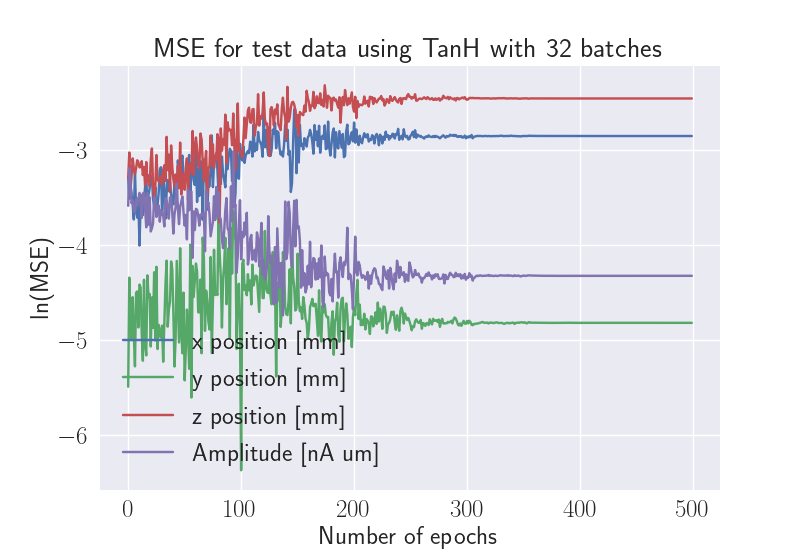 MSE for test data using TanH with 32 batches
ln(MSE)
−3
−4
−5
−6
x position [mm]
y position [mm]
z position [mm]
Amplitude [nA um]
0 100 200 300 400 500
Number of epochs